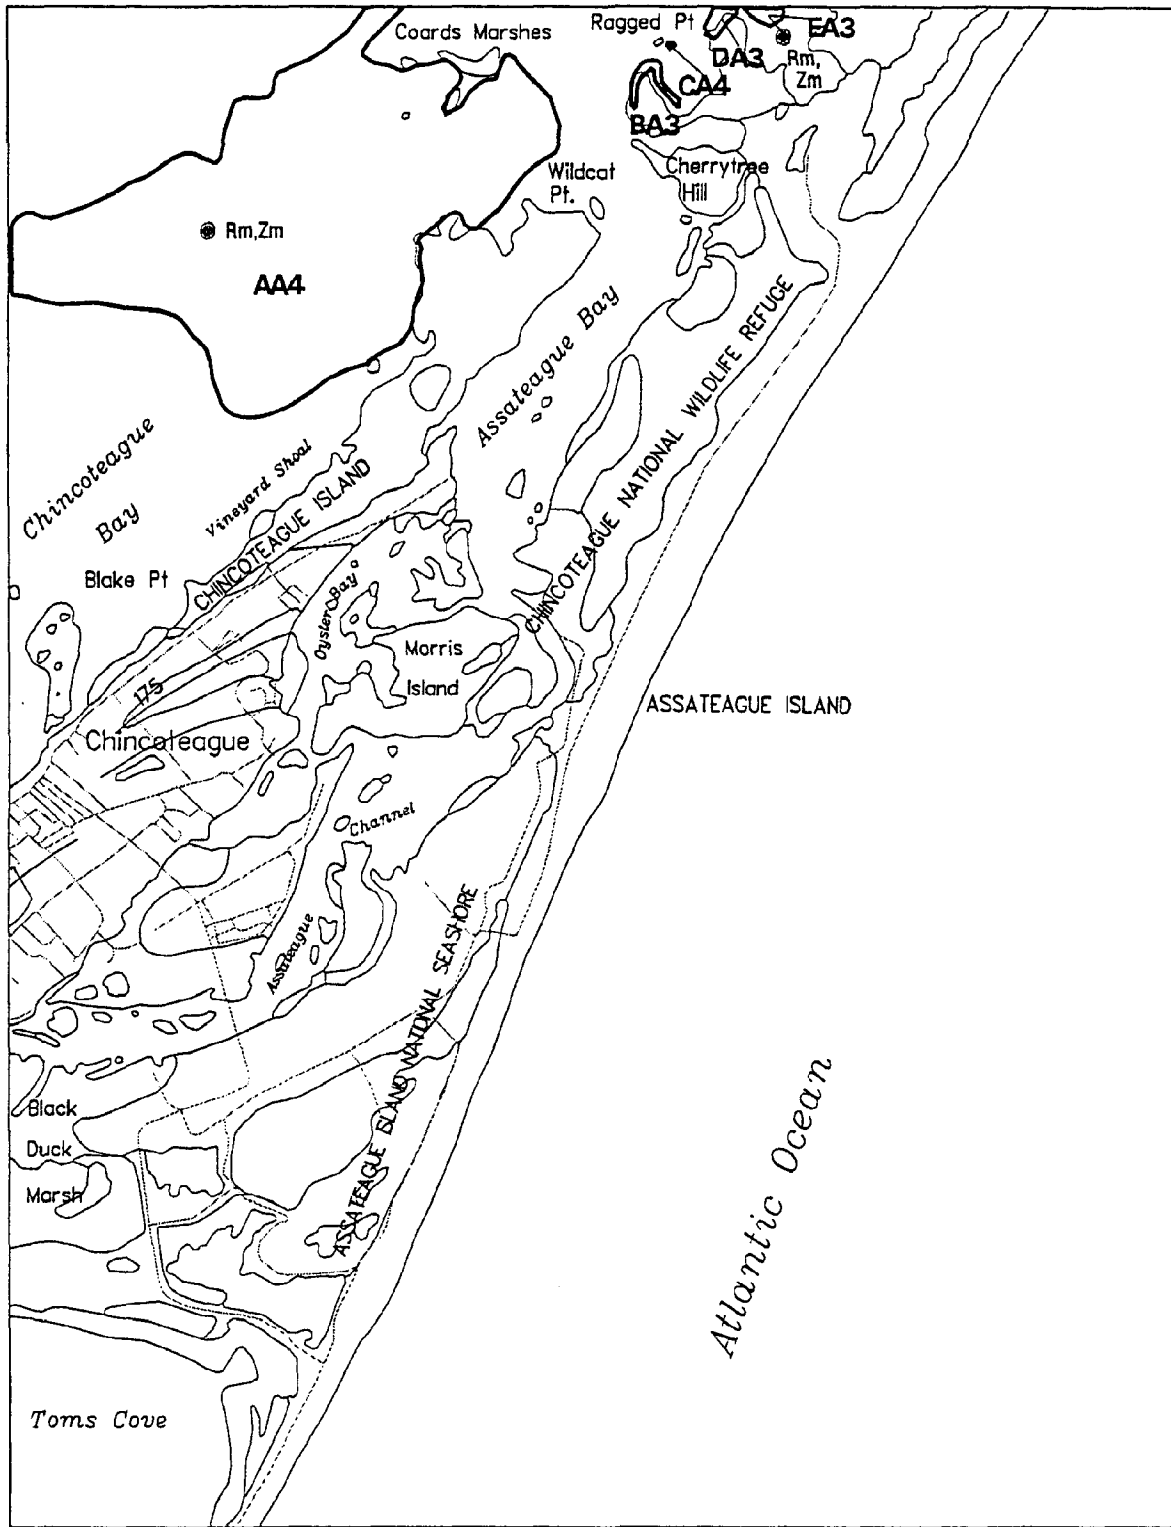 Ragged Pt
EA3
Coards Marshes
DA3
Rm,
Zm
CA4
BA3
Wildcat
Pt.
Cherrytree
Hill
Rm,Zm
AA4
Assateague Bay
CHINCOTEAGUE NATIONAL WILDLIFE REFUGE
Chincoteague
Bay
Vineyard Shoal
CHINCOTEAGUE ISLAND
Blake Pt
Oyster Bay
Morris
Island
175
ASSATEAGUE ISLAND
Chincoteague
Channel
Assateague
ASSATEAGUE ISLAND NATIONAL SEASHORE
Black
Duck
Marsh
Atlantic Ocean
Toms Cove